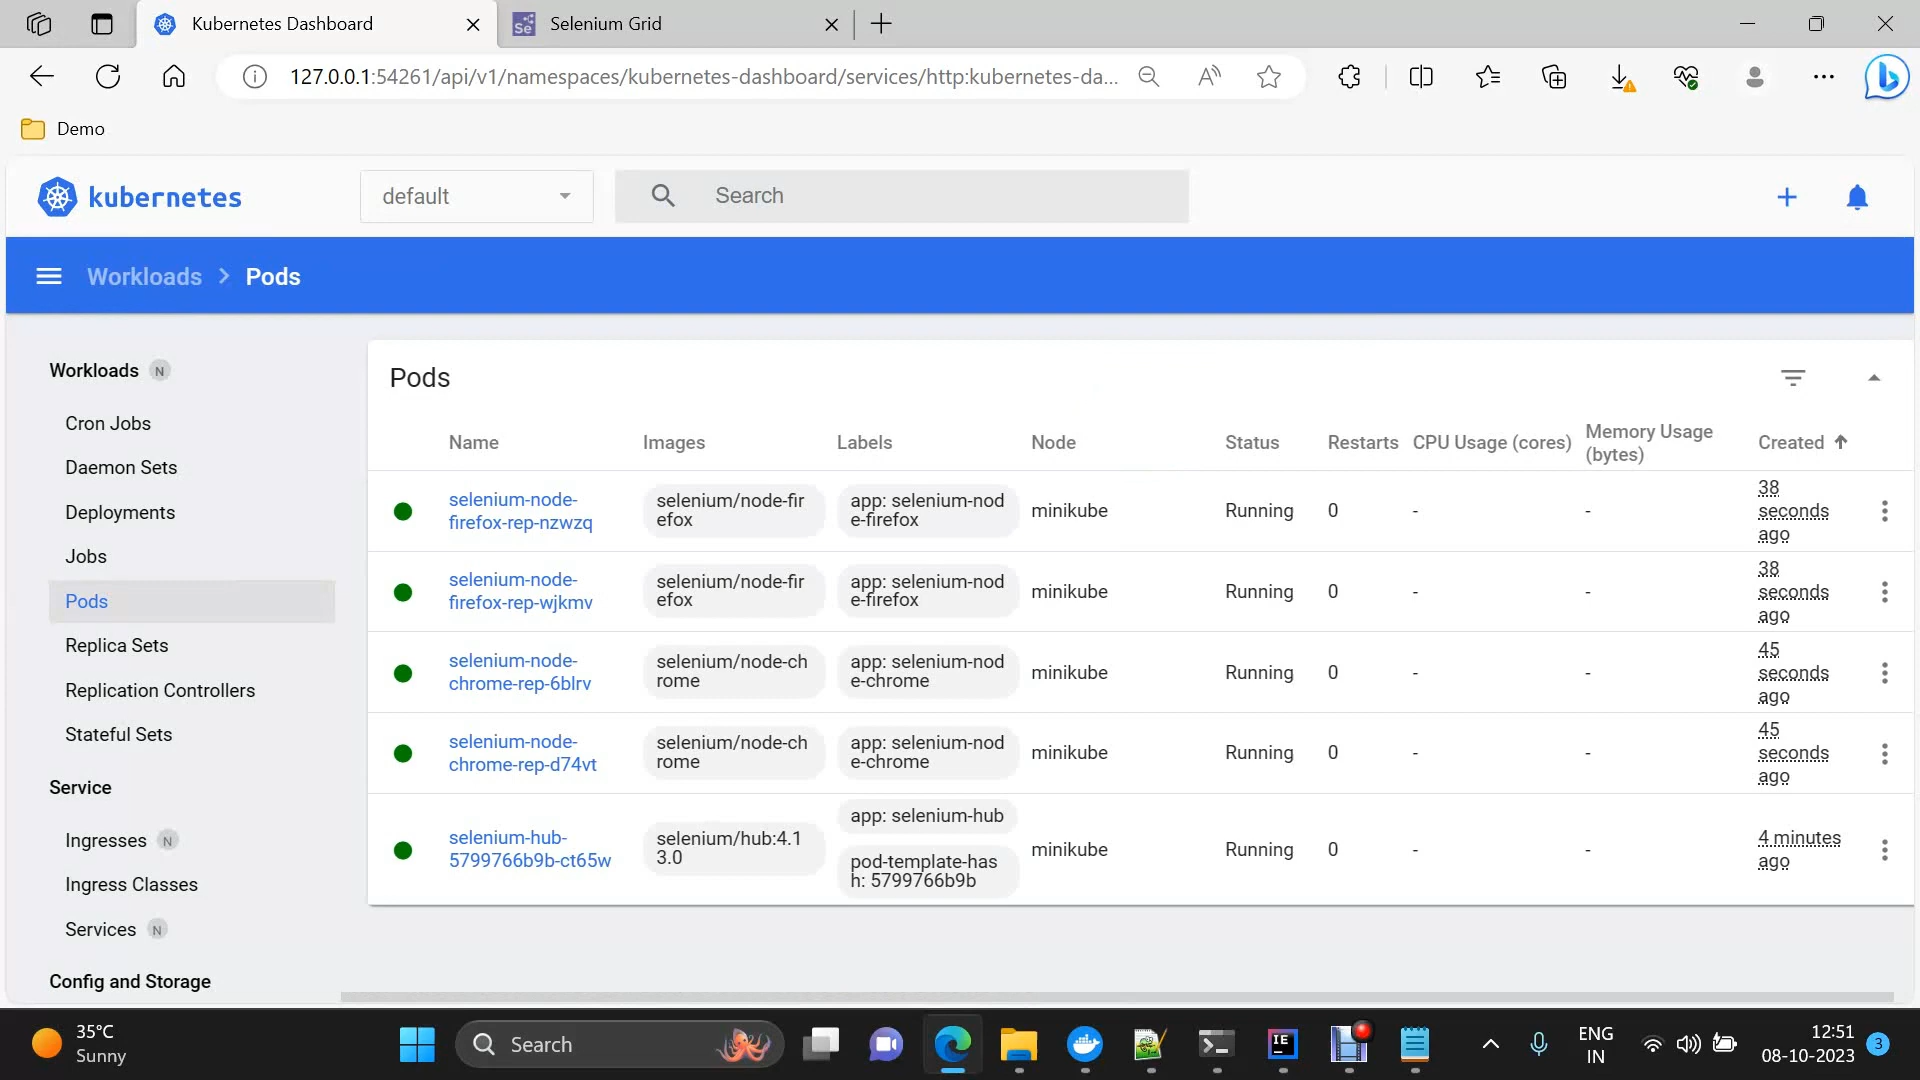 Kubernetes Dashboard
Selenium Grid
127.0.0.1:54261/api/v1/namespaces/kubernetes-dashboard/services/http:kubernetes-da...
Demo
kubernetes
default
Search
Workloads > Pods
Workloads N
Cron Jobs
Daemon Sets
Deployments
Jobs
Pods
Replica Sets
Replication Controllers
Stateful Sets
Service
Ingresses N
Ingress Classes
Services N
Config and Storage
Pods
Name Images Labels Node Status Restarts CPU Usage (cores) Memory Usage (bytes) Created
selenium-node-
firefox-rep-nzwzq
selenium/node-fir
efox
app: selenium-nod
e-firefox
minikube
Running
0
-
-
38
seconds
ago
selenium-node-
firefox-rep-wjkmv
selenium/node-fir
efox
app: selenium-nod
e-firefox
minikube
Running
0
-
-
38
seconds
ago
selenium-node-
chrome-rep-6blrv
selenium/node-ch
rome
app: selenium-nod
e-chrome
minikube
Running
0
-
-
45
seconds
ago
selenium-node-
chrome-rep-d74vt
selenium/node-ch
rome
app: selenium-nod
e-chrome
minikube
Running
0
-
-
45
seconds
ago
selenium-hub-
5799766b9b-ct65w
selenium/hub:4.1
3.0
app: selenium-hub
pod-template-has
h: 5799766b9b
minikube
Running
0
-
-
4 minutes
ago
35°C
Sunny
Search
ENG
IN
12:51
08-10-2023
3